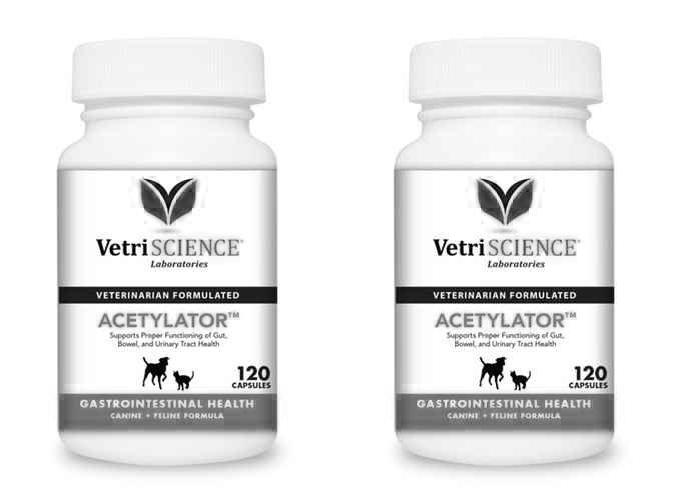 VetriSCIENCE®
Laboratories
VETERINARIAN FORMULATED
ACETYLATOR™
Supports Proper Functioning of Gut,
Bowel, and Urinary Tract Health
120
CAPSULES
GASTROINTESTINAL HEALTH
CANINE + FELINE FORMULA
VetriSCIENCE®
Laboratories
VETERINARIAN FORMULATED
ACETYLATOR™
Supports Proper Functioning of Gut,
Bowel, and Urinary Tract Health
120
CAPSULES
GASTROINTESTINAL HEALTH
CANINE + FELINE FORMULA